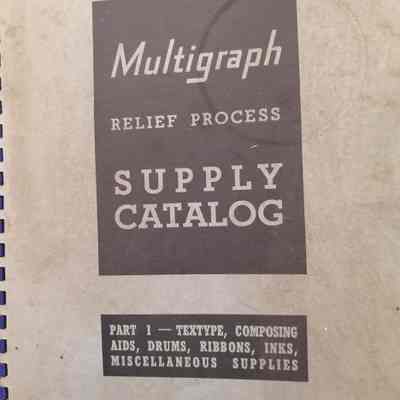 Multigraph
RELIEF PROCESS
SUPPLY
CATALOG
PART 1 — TEXTYPE, COMPOSING
AIDS, DRUMS, RIBBONS, INKS,
MISCELLANEOUS SUPPLIES